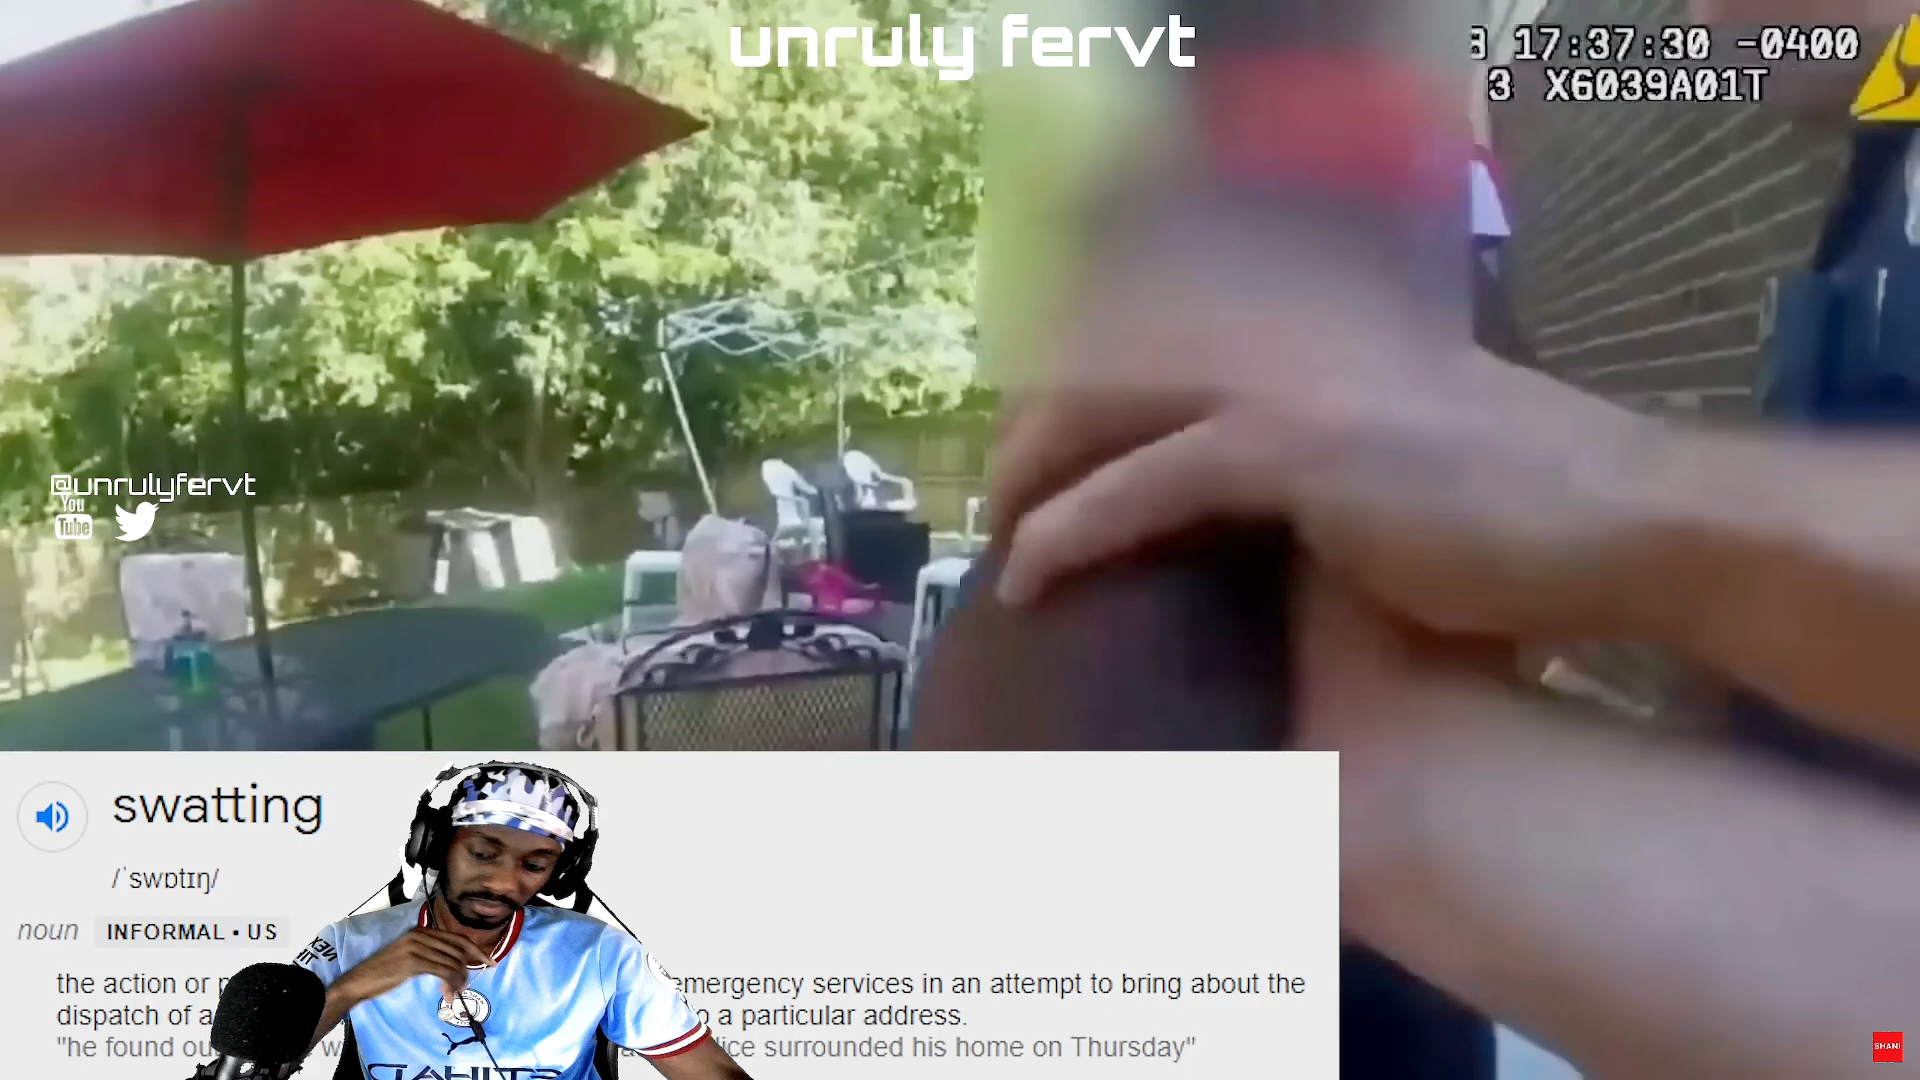 unruly fervt
17:37:30 -0400
3 X6039A01T
@unrulyfervt
You
Tube
swatting
/ˈswɒtɪŋ/
noun INFORMAL • US
the action or emergency services in an attempt to bring about the
dispatch of a particular address.
"he found surrounded his home on Thursday"
SHANI